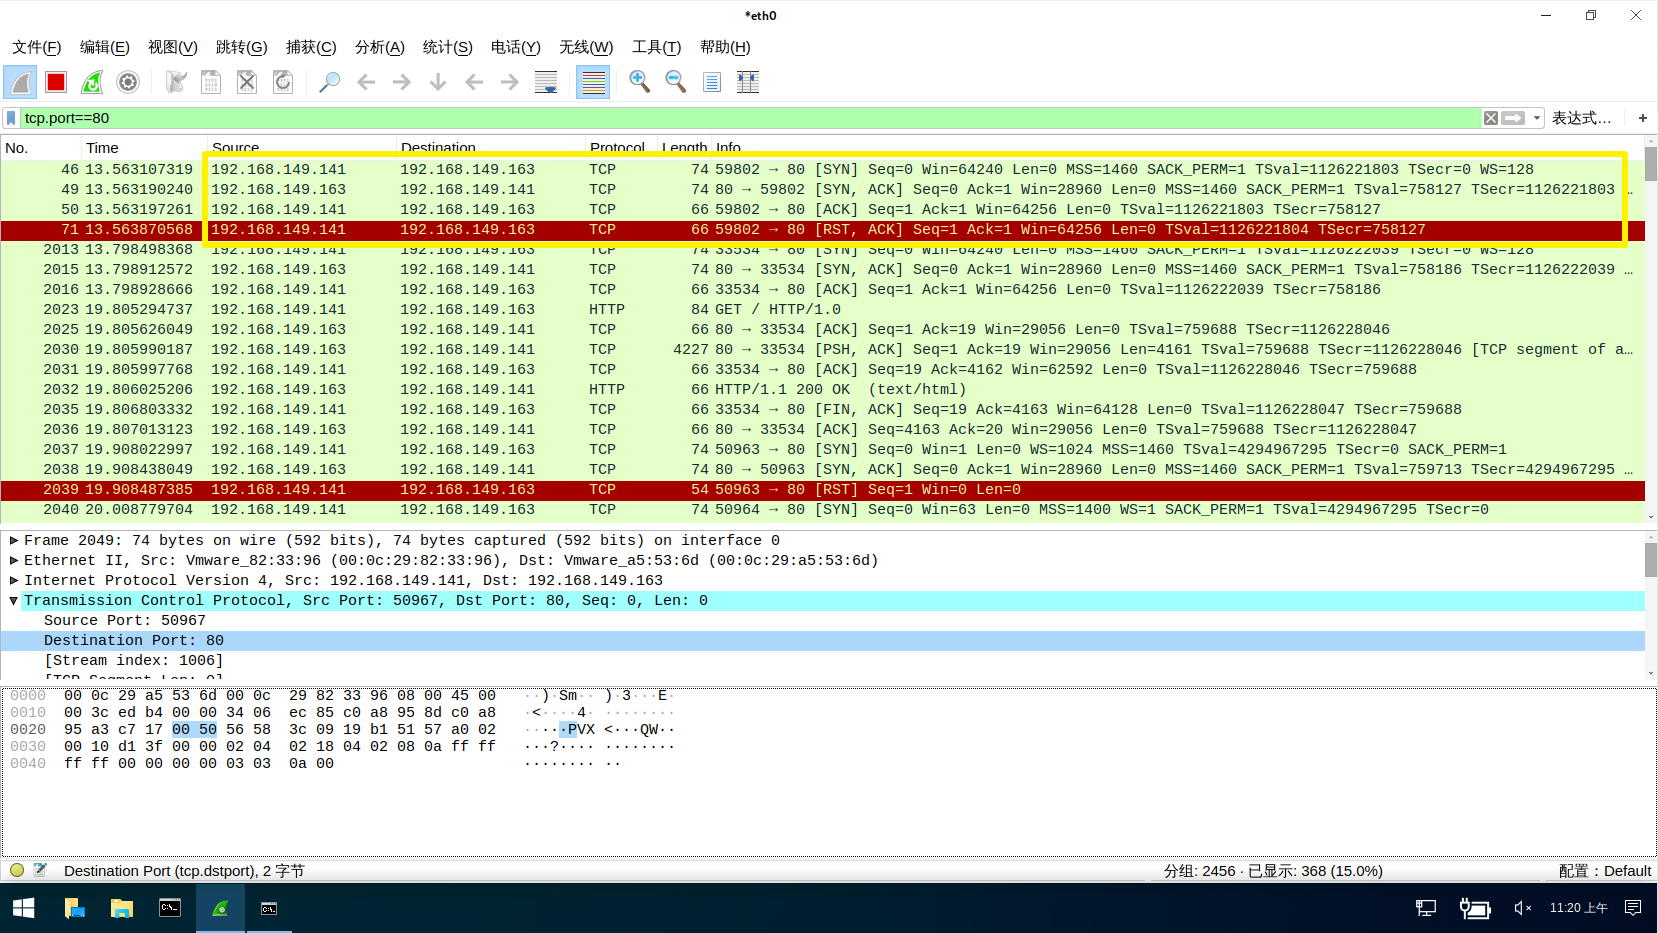 *eth0
文件(F) 编辑(E) 视图(V) 跳转(G) 捕获(C) 分析(A) 统计(S) 电话(Y) 无线(W) 工具(T) 帮助(H)
tcp.port==80 表达式… +
No. Time Source Destination Protocol Length Info
46 13.563107319 192.168.149.141 192.168.149.163 TCP 74 59802 → 80 [SYN] Seq=0 Win=64240 Len=0 MSS=1460 SACK_PERM=1 TSval=1126221803 TSecr=0 WS=128
49 13.563190240 192.168.149.163 192.168.149.141 TCP 74 80 → 59802 [SYN, ACK] Seq=0 Ack=1 Win=28960 Len=0 MSS=1460 SACK_PERM=1 TSval=758127 TSecr=1126221803 …
50 13.563197261 192.168.149.141 192.168.149.163 TCP 66 59802 → 80 [ACK] Seq=1 Ack=1 Win=64256 Len=0 TSval=1126221803 TSecr=758127
71 13.563870568 192.168.149.141 192.168.149.163 TCP 66 59802 → 80 [RST, ACK] Seq=1 Ack=1 Win=64256 Len=0 TSval=1126221804 TSecr=758127
2013 13.798498368 192.168.149.141 192.168.149.163 TCP 74 33534 → 80 [SYN] Seq=0 Win=64240 Len=0 MSS=1460 SACK_PERM=1 TSval=1126222039 TSecr=0 WS=128
2015 13.798912572 192.168.149.163 192.168.149.141 TCP 74 80 → 33534 [SYN, ACK] Seq=0 Ack=1 Win=28960 Len=0 MSS=1460 SACK_PERM=1 TSval=758186 TSecr=1126222039 …
2016 13.798928666 192.168.149.141 192.168.149.163 TCP 66 33534 → 80 [ACK] Seq=1 Ack=1 Win=64256 Len=0 TSval=1126222039 TSecr=758186
2023 19.805294737 192.168.149.141 192.168.149.163 HTTP 84 GET / HTTP/1.0
2025 19.805626049 192.168.149.163 192.168.149.141 TCP 66 80 → 33534 [ACK] Seq=1 Ack=19 Win=29056 Len=0 TSval=759688 TSecr=1126228046
2030 19.805990187 192.168.149.163 192.168.149.141 TCP 4227 80 → 33534 [PSH, ACK] Seq=1 Ack=19 Win=29056 Len=4161 TSval=759688 TSecr=1126228046 [TCP segment of a…
2031 19.805997768 192.168.149.141 192.168.149.163 TCP 66 33534 → 80 [ACK] Seq=19 Ack=4162 Win=62592 Len=0 TSval=1126228046 TSecr=759688
2032 19.806025206 192.168.149.163 192.168.149.141 HTTP 66 HTTP/1.1 200 OK (text/html)
2035 19.806803332 192.168.149.141 192.168.149.163 TCP 66 33534 → 80 [FIN, ACK] Seq=19 Ack=4163 Win=64128 Len=0 TSval=1126228047 TSecr=759688
2036 19.807013123 192.168.149.163 192.168.149.141 TCP 66 80 → 33534 [ACK] Seq=4163 Ack=20 Win=29056 Len=0 TSval=759688 TSecr=1126228047
2037 19.908022997 192.168.149.141 192.168.149.163 TCP 74 50963 → 80 [SYN] Seq=0 Win=1 Len=0 WS=1024 MSS=1460 TSval=4294967295 TSecr=0 SACK_PERM=1
2038 19.908438049 192.168.149.163 192.168.149.141 TCP 74 80 → 50963 [SYN, ACK] Seq=0 Ack=1 Win=28960 Len=0 MSS=1460 SACK_PERM=1 TSval=759713 TSecr=4294967295 …
2039 19.908487385 192.168.149.141 192.168.149.163 TCP 54 50963 → 80 [RST] Seq=1 Win=0 Len=0
2040 20.008779704 192.168.149.141 192.168.149.163 TCP 74 50964 → 80 [SYN] Seq=0 Win=63 Len=0 MSS=1400 WS=1 SACK_PERM=1 TSval=4294967295 TSecr=0
Frame 2049: 74 bytes on wire (592 bits), 74 bytes captured (592 bits) on interface 0
Ethernet II, Src: Vmware_82:33:96 (00:0c:29:82:33:96), Dst: Vmware_a5:53:6d (00:0c:29:a5:53:6d)
Internet Protocol Version 4, Src: 192.168.149.141, Dst: 192.168.149.163
Transmission Control Protocol, Src Port: 50967, Dst Port: 80, Seq: 0, Len: 0
Source Port: 50967
Destination Port: 80
[Stream index: 1006]
[TCP Segment Len: 0]
0000 00 0c 29 a5 53 6d 00 0c 29 82 33 96 08 00 45 00 ··)·Sm·· )·3···E·
0010 00 3c ed b4 00 00 34 06 ec 85 c0 a8 95 8d c0 a8 ·<····4· ········
0020 95 a3 c7 17 00 50 56 58 3c 09 19 b1 51 57 a0 02 ·····PVX <···QW··
0030 00 10 d1 3f 00 00 02 04 02 18 04 02 08 0a ff ff ···?···· ········
0040 ff ff 00 00 00 00 03 03 0a 00 ········ ··
Destination Port (tcp.dstport), 2 字节 分组: 2456 · 已显示: 368 (15.0%) 配置：Default
11:20 上午